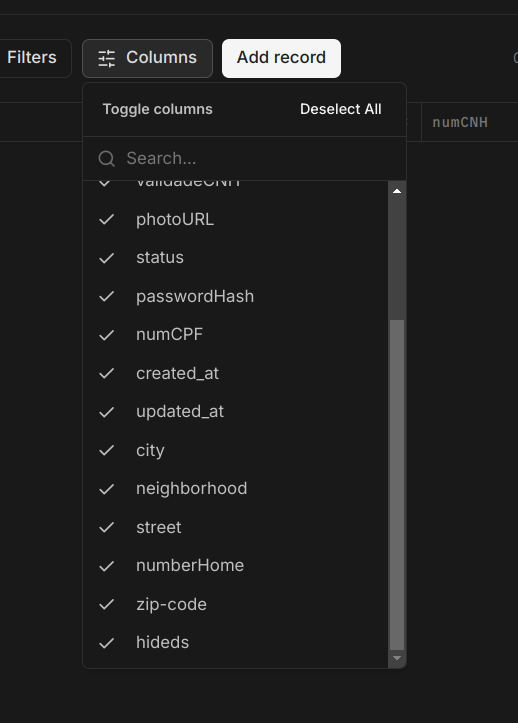 Filters
Columns
Add record
Toggle columns
Deselect All
numCNH
Search...
validadeCNH
photoURL
status
passwordHash
numCPF
created_at
updated_at
city
neighborhood
street
numberHome
zip-code
hideds